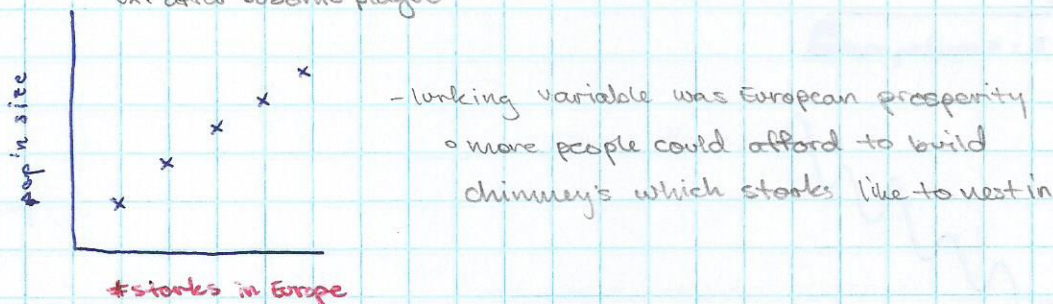 plague
pop'n size
- lurking variable was European prosperity
◦ more people could afford to build
chimney's which storks like to nest in
# storks in Europe